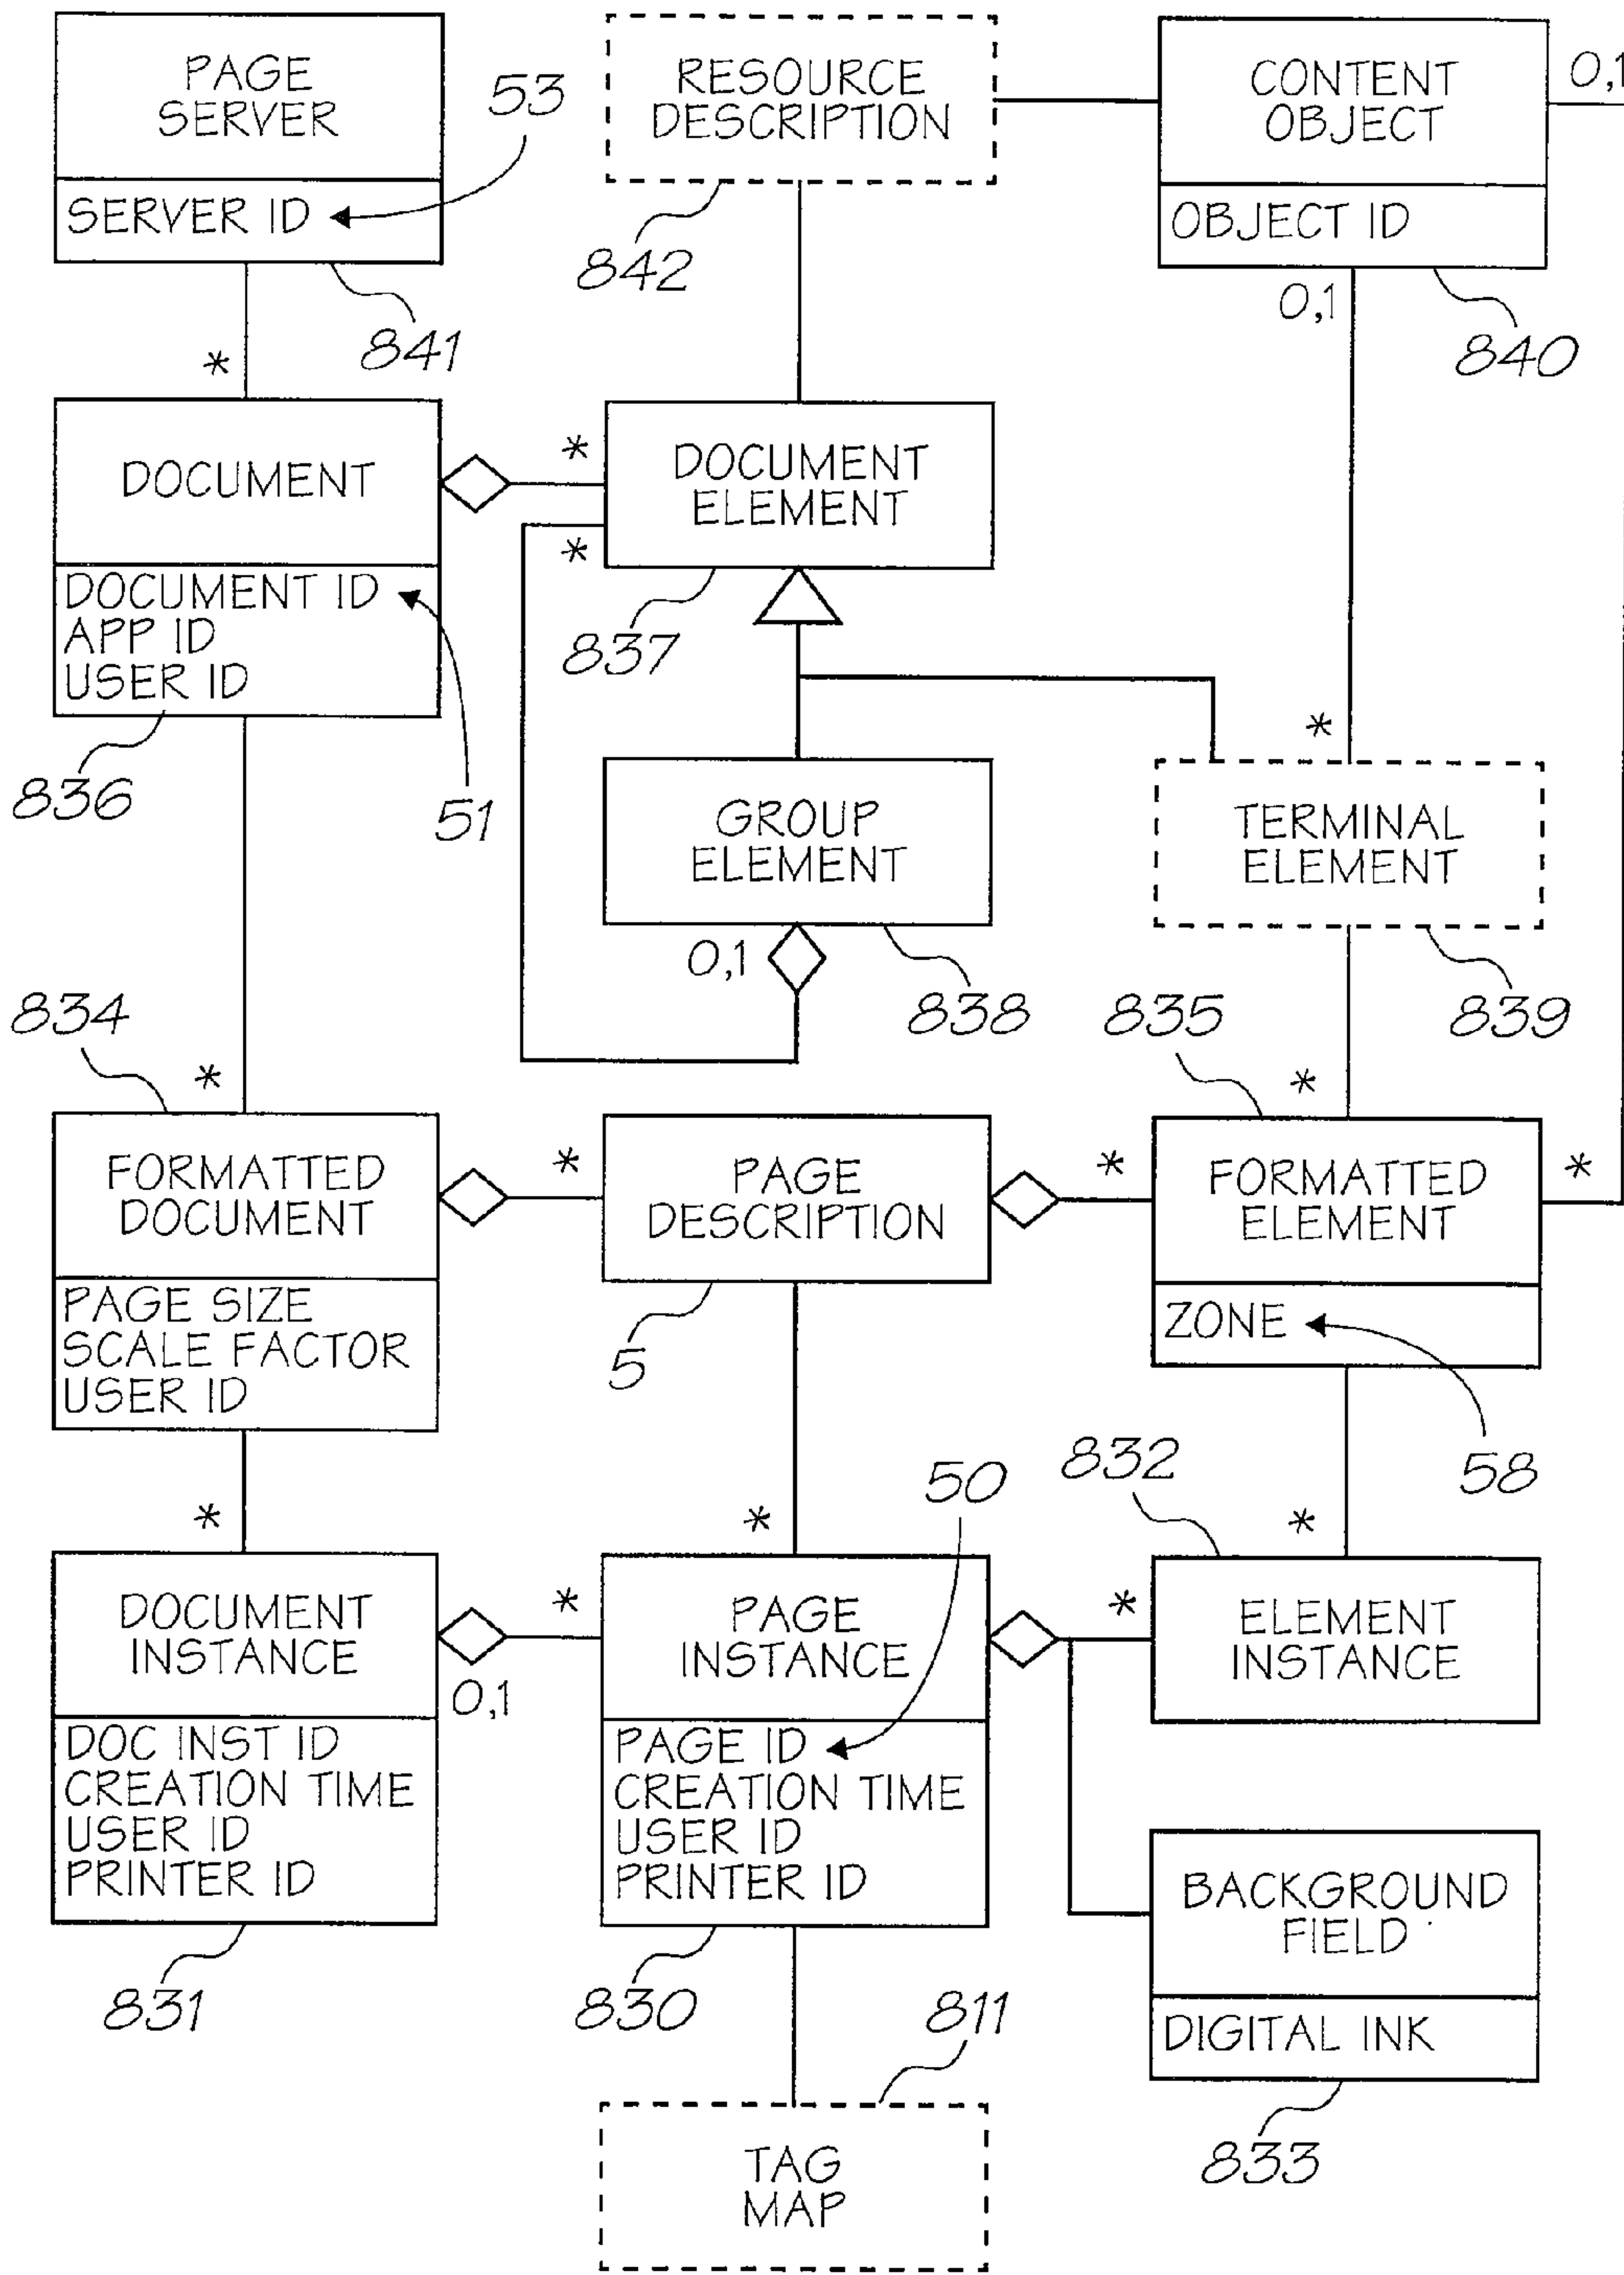 PAGE
SERVER
SERVER ID
53
841
*
RESOURCE
DESCRIPTION
842
CONTENT
OBJECT
OBJECT ID
0,1
0,1
840
DOCUMENT
DOCUMENT ID
APP ID
USER ID
836
51
*
*
DOCUMENT
ELEMENT
837
GROUP
ELEMENT
0,1
838
*
TERMINAL
ELEMENT
839
834
*
FORMATTED
DOCUMENT
PAGE SIZE
SCALE FACTOR
USER ID
*
PAGE
DESCRIPTION
5
835
*
*
*
FORMATTED
ELEMENT
ZONE
58
*
DOCUMENT
INSTANCE
0,1
DOC INST ID
CREATION TIME
USER ID
PRINTER ID
831
*
*
50
PAGE
INSTANCE
PAGE ID
CREATION TIME
USER ID
PRINTER ID
830
832
*
*
ELEMENT
INSTANCE
BACKGROUND
FIELD
DIGITAL INK
833
811
TAG
MAP